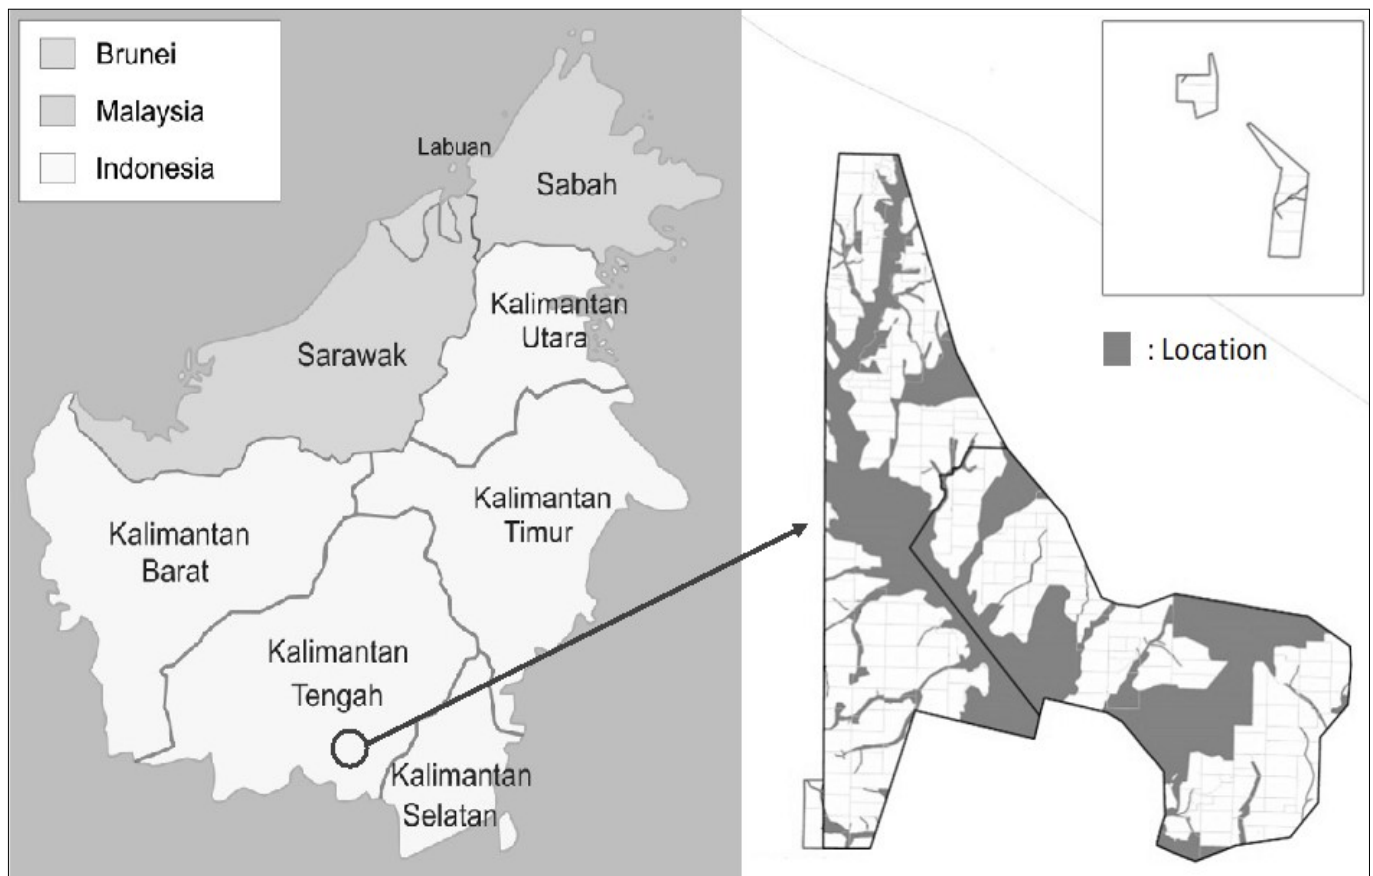 Brunei
Malaysia
Indonesia
Labuan
Sabah
Kalimantan
Utara
Sarawak
Kalimantan
Timur
Kalimantan
Barat
Kalimantan
Tengah
Kalimantan
Selatan
: Location